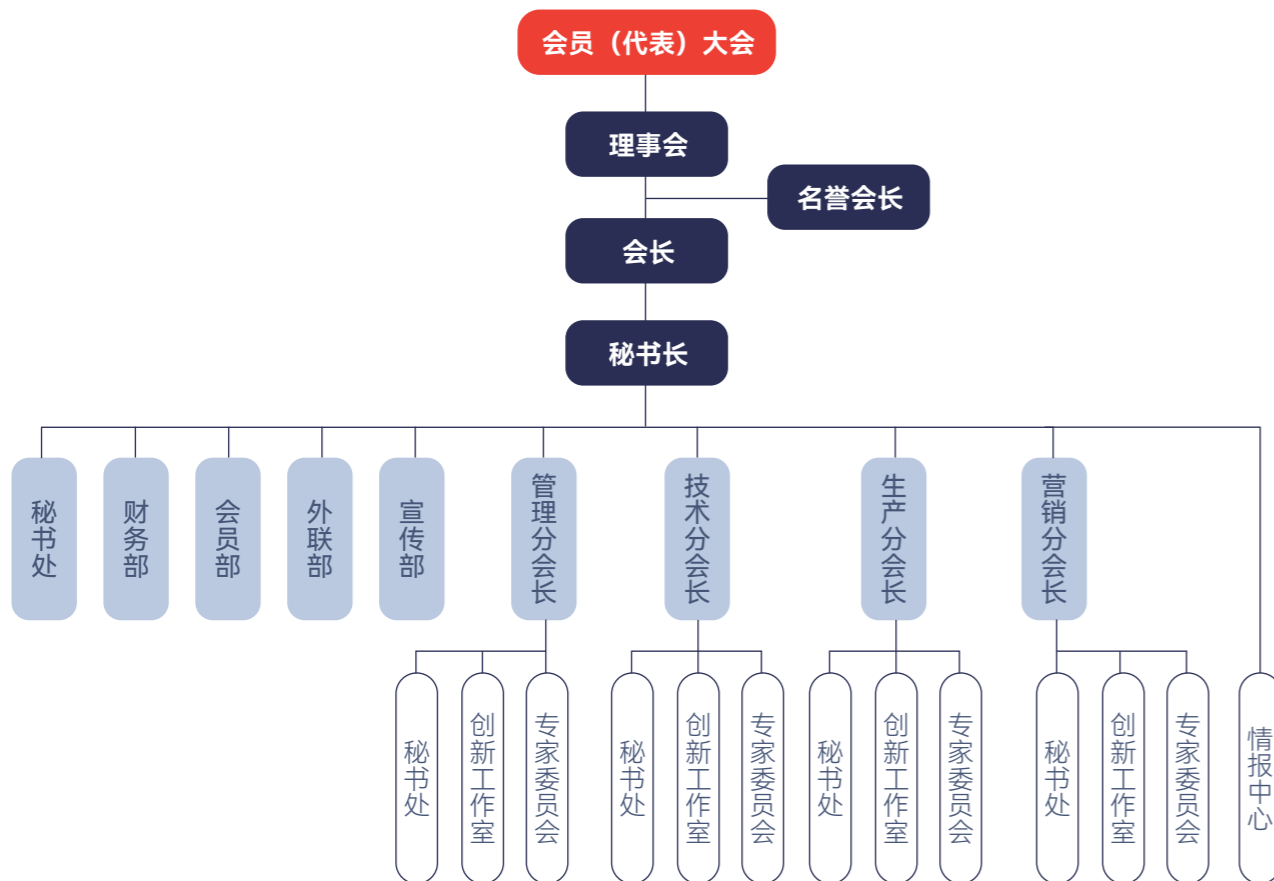 会员（代表）大会
理事会
名誉会长
会长
秘书长
秘书处
财务部
会员部
外联部
宣传部
管理分会长
技术分会长
生产分会长
营销分会长
秘书处
创新工作室
专家委员会
秘书处
创新工作室
专家委员会
秘书处
创新工作室
专家委员会
秘书处
创新工作室
专家委员会
情报中心